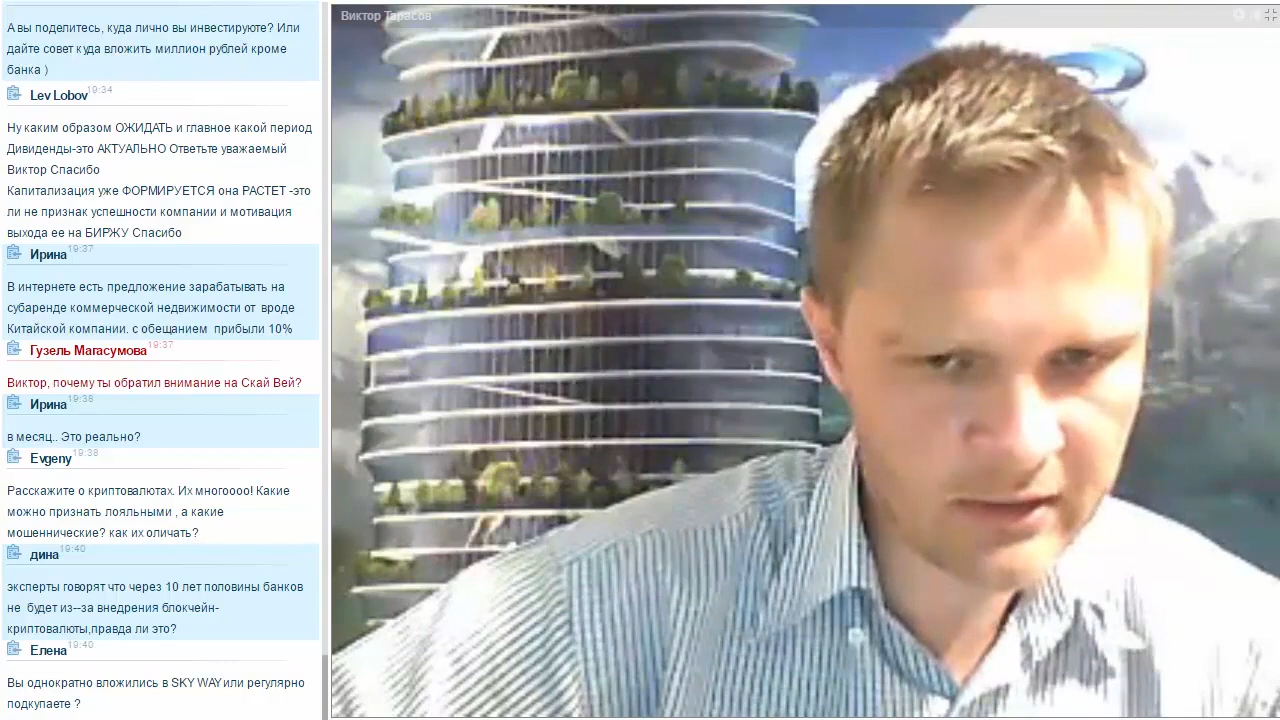 А вы поделитесь, куда лично вы инвестируюте? Или
дайте совет куда вложить миллион рублей кроме
банка )
Lev Lobov
Ну каким образом ОЖИДАТЬ и главное какой период
Дивиденды-это АКТУАЛЬНО Ответьте уважаемый
Виктор Спасибо
Капитализация уже ФОРМИРУЕТСЯ она РАСТЕТ -это
ли не признак успешности компании и мотивация
выхода ее на БИРЖУ Спасибо
Ирина 19:37
В Питере есть предложение зарабатывать на
субаренде коммерческой недвижимости от вроде
Китайской компании. с обещанием прибыли 10%
Гузель Магасумова 19:37
Виктор, почему ты обратил внимание на Скай Вей?
Ирина 19:38
в месяц.. Это реально?
Evgeny
Расскажите о криптовалютах. Их многоооо! Какие
можно признать лояльными , а какие
мошеннические? как их оличать?
дина 19:40
эксперты говорят что через 10 лет половины банков
не будет из--за внедрения блокчейн-
криптовалюты,правда ли это?
Елена 19:40
Вы однократно вложились в SKY WAY или регулярно
подкупаете ?
Виктор Тарасов